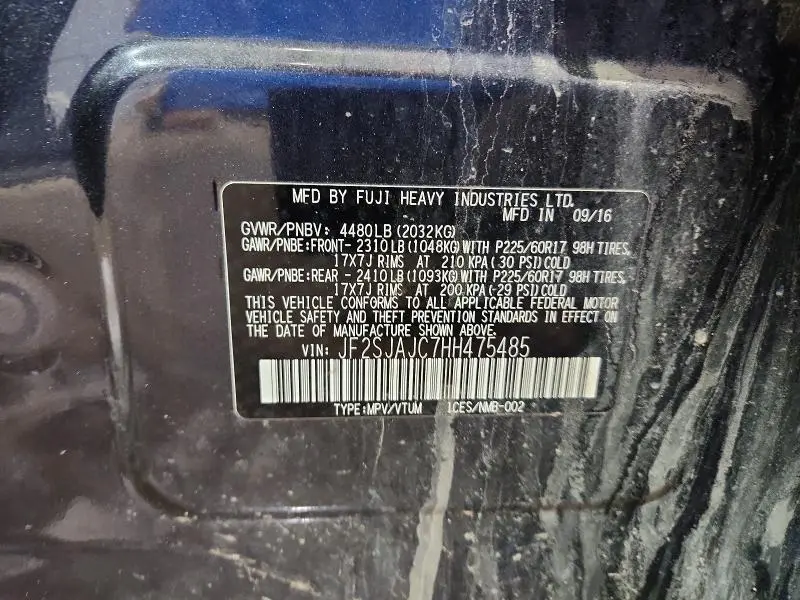 MFD BY FUJI HEAVY INDUSTRIES LTD.
MFD IN 09/16
GVWR/PNBV: 4480LB(2032KG)
GAWR/PNBE:FRONT- 2310LB(1048KG)WITH P225/60R17 98H TIRES,
17X7J RIMS AT 210 KPA(30 PSI)COLD
GAWR/PNBE:REAR - 2410LB(1093KG)WITH P225/60R17 98H TIRES,
17X7J RIMS AT 200 KPA(-29 PSI)COLD
THIS VEHICLE CONFORMS TO ALL APPLICABLE FEDERAL MOTOR
VEHICLE SAFETY AND THEFT PREVENTION STANDARDS IN EFFECT ON
THE DATE OF MANUFACTURE SHOWN ABOVE.
VIN: JF2SJAJC7HH475485
TYPE:MPV/VTUM 1CES/NMB-002